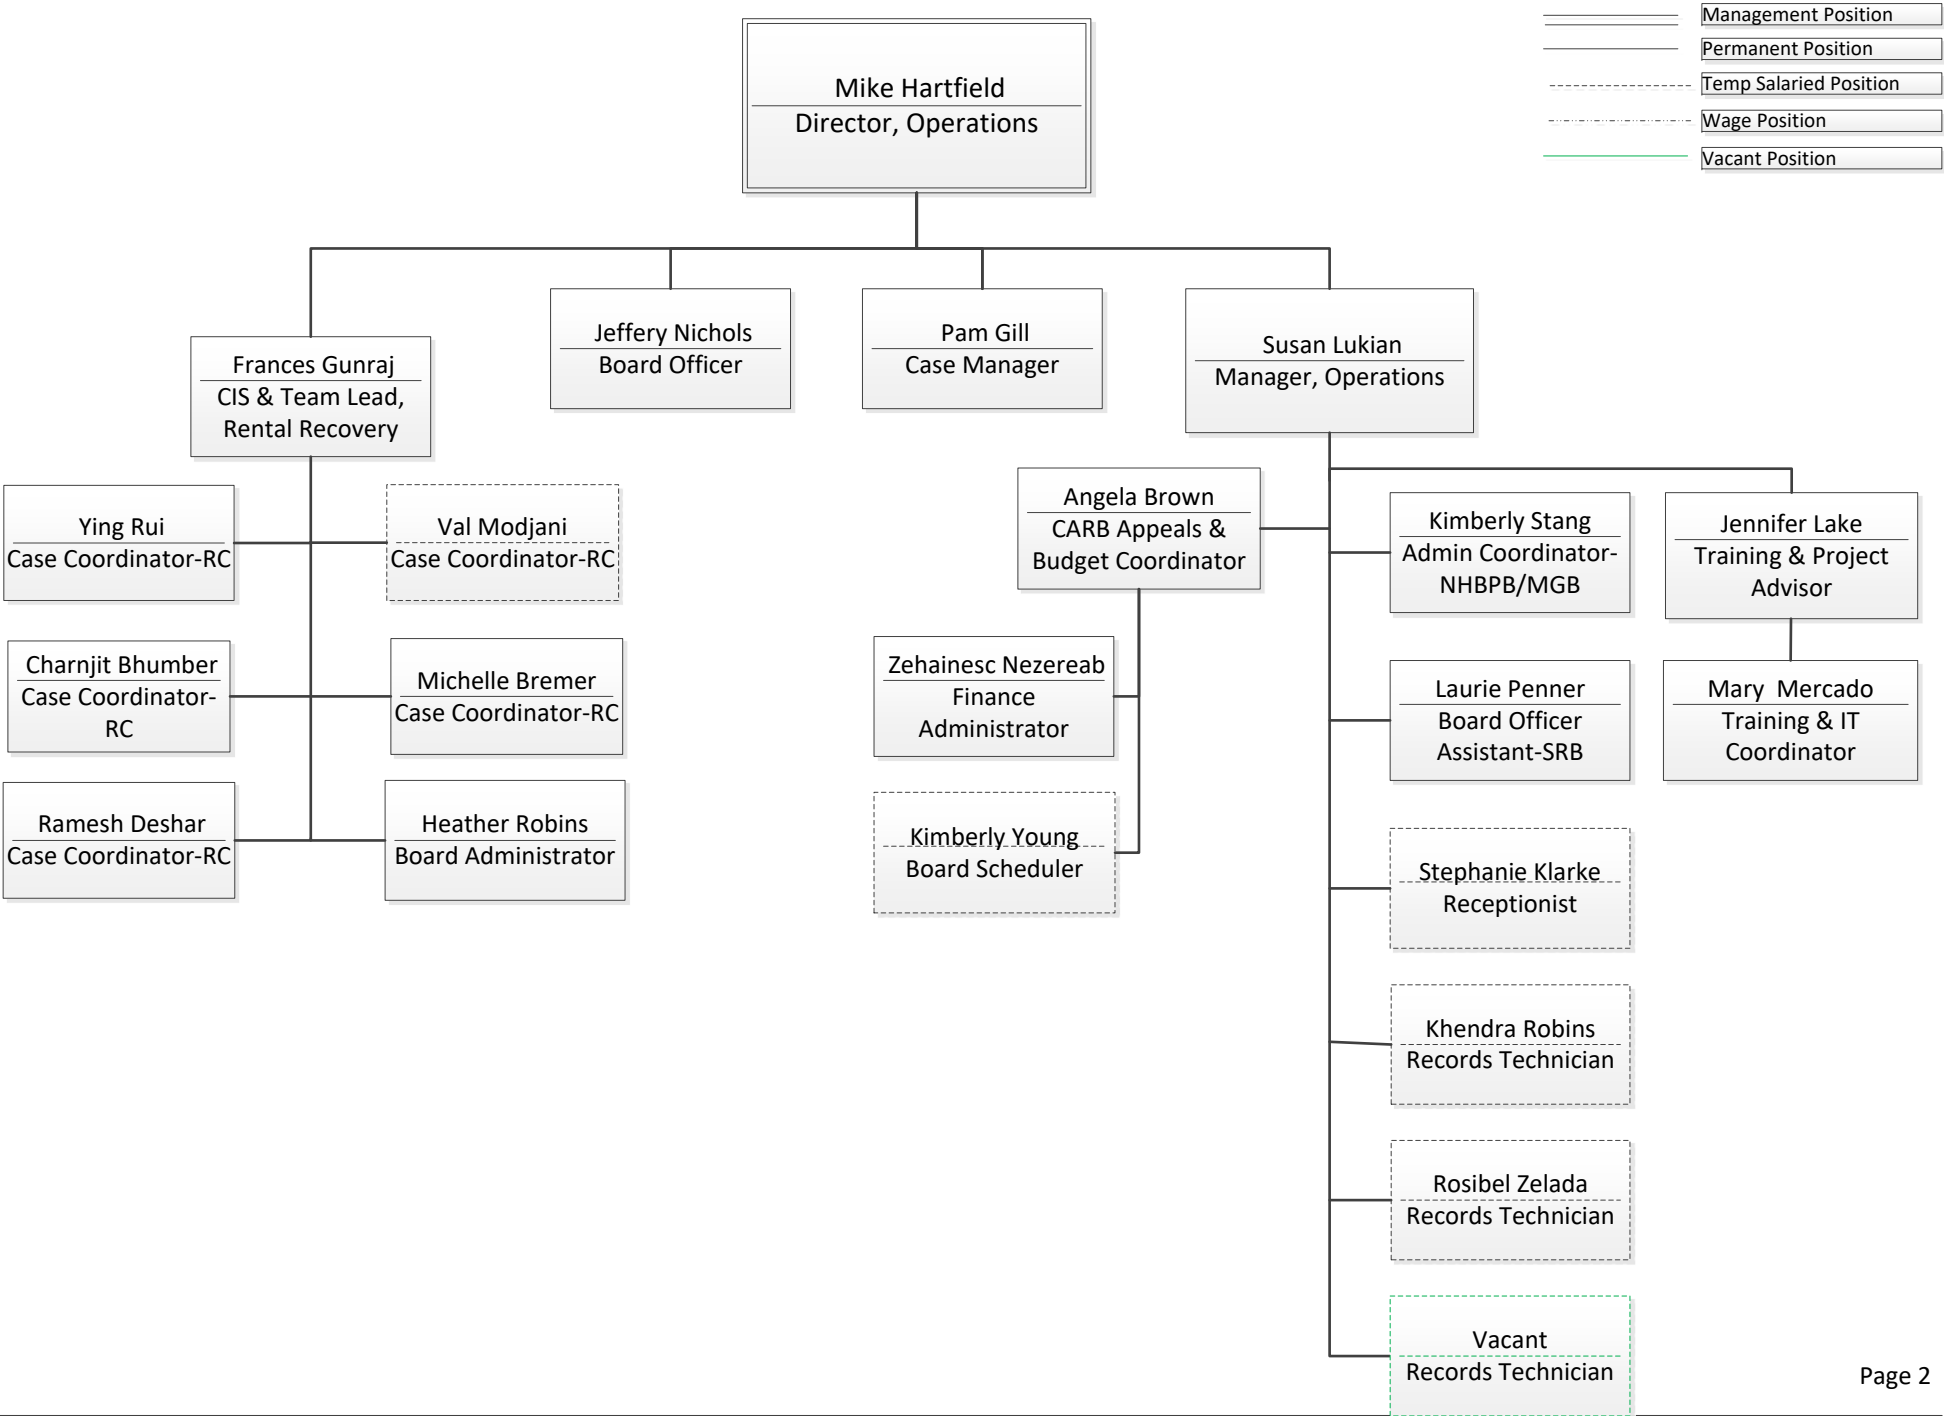 Management Position
Permanent Position
Temp Salaried Position
Wage Position
Vacant Position
Mike Hartfield
Director, Operations
Frances Gunraj
CIS & Team Lead,
Rental Recovery
Jeffery Nichols
Board Officer
Pam Gill
Case Manager
Susan Lukian
Manager, Operations
Ying Rui
Case Coordinator-RC
Val Modjani
Case Coordinator-RC
Charnjit Bhumber
Case Coordinator-
RC
Michelle Bremer
Case Coordinator-RC
Ramesh Deshar
Case Coordinator-RC
Heather Robins
Board Administrator
Angela Brown
CARB Appeals &
Budget Coordinator
Zehainesc Nezereab
Finance
Administrator
Kimberly Young
Board Scheduler
Kimberly Stang
Admin Coordinator-
NHBPB/MGB
Jennifer Lake
Training & Project
Advisor
Laurie Penner
Board Officer
Assistant-SRB
Mary  Mercado
Training & IT
Coordinator
Stephanie Klarke
Receptionist
Khendra Robins
Records Technician
Rosibel Zelada
Records Technician
Vacant
Records Technician
Page 2